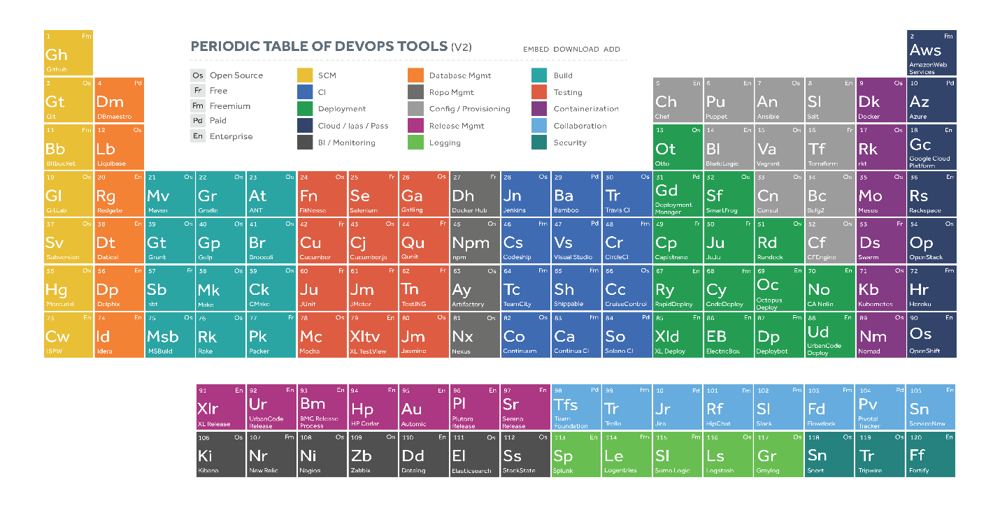 PERIODIC TABLE OF DEVOPS TOOLS (V2)
EMBED DOWNLOAD ADD
Os Open Source
Fr Free
Fm Freemium
Pd Paid
En Enterprise
SCM
CI
Deployment
Cloud / Iaas / Pass
BI / Monitoring
Database Mgmt
Repo Mgmt
Config / Provisioning
Release Mgmt
Logging
Build
Testing
Containerization
Collaboration
Security
1 Fm
Gh
Github
2 Fm
Aws
AmazonWeb
Services
3 Os
Gt
Git
4 Pd
Dm
DBmaestro
5 En
Ch
Chef
6 En
Pu
Puppet
7 Os
An
Ansible
8 En
Sl
Salt
9 Os
Dk
Docker
10 Pd
Az
Azure
11 Fm
Bb
Bitbucket
12 Os
Lb
Liquibase
13 Os
Ot
Otto
14 En
Bl
BladeLogic
15 Os
Va
Vagrant
16 Fr
Tf
Terraform
17 Os
Rk
rkt
18 En
Gc
Google Cloud
Platform
19 Os
Gl
GitLab
20 En
Rg
Redgate
21 Os
Mv
Maven
22 Os
Gr
Gradle
23 Os
At
ANT
24 Os
Fn
FitNesse
25 Fr
Se
Selenium
26 Os
Ga
Gatling
27 Fr
Dh
Docker Hub
28 Os
Jn
Jenkins
29 Pd
Ba
Bamboo
30 Os
Tr
Travis CI
31 Pd
Gd
Deployment
Manager
32 Os
Sf
SmartFrog
33 Os
Cn
Consul
34 Os
Bc
Bcfg2
35 Os
Mo
Mesos
36 En
Rs
Rackspace
37 Os
Sv
Subversion
38 En
Dt
Datical
39 Os
Gt
Grunt
40 Os
Gp
Gulp
41 Os
Br
Broccoli
42 Fr
Cu
Cucumber
43 Os
Cj
Cucumber.js
44 Fr
Qu
Qunit
45 Os
Npm
npm
46 Fm
Cs
Codeship
47 Pd
Vs
Visual Studio
48 Fm
Cr
CircleCI
49 Fr
Cp
Capistrano
50 Fr
Ju
JuJu
51 Os
Rd
Rundeck
52 Os
Cf
CFEngine
53 Fr
Ds
Swarm
54 Os
Op
OpenStack
55 Os
Hg
Mercurial
56 En
Dp
Delphix
57 Fr
Sb
sbt
58 Os
Mk
Make
59 Os
Ck
CMake
60 Fr
Ju
JUnit
61 Fr
Jm
JMeter
62 Fr
Tn
TestING
63 Os
Ay
Artifactory
64 Fm
Tc
TeamCity
65 Fm
Sh
Shippable
66 Os
Cc
CruiseControl
67 En
Ry
RapidDeploy
68 Fm
Cy
CodeDeploy
69 En
Oc
Octopus
Deploy
70 En
No
CA Nolio
71 Os
Kb
Kubernetes
72 Fm
Hr
Heroku
73 En
Cw
ISPW
74 En
Id
Idera
75 Os
Msb
MSBuild
76 Os
Rk
Rake
77 Fr
Pk
Packer
78 Os
Mc
Mocha
79 En
Xltv
XL TestView
80 Os
Jm
Jasmine
81 Os
Nx
Nexus
82 Os
Co
Continuum
83 Fm
Ca
Continua CI
84 Pd
So
Solano CI
85 En
Xld
XL Deploy
86 En
EB
ElectricBox
87 Fm
Dp
Deploybot
88 En
Ud
UrbanCode
Deploy
89 Os
Nm
Nomad
90 En
Os
OpenShift
91 En
Xlr
XL Release
92 En
Ur
UrbanCode
Release
93 En
Bm
BMC Release
Process
94 En
Hp
HP Codar
95 En
Au
Automic
96 En
Pl
Plutora
Release
97 En
Sr
Serena
Release
98 Pd
Tfs
Team
Foundation
99 Fm
Tr
Trello
10 Pd
Jr
Jira
101 Fm
Rf
HipChat
102 Fm
Sl
Slack
103 Fm
Fd
Flowdock
104 Pd
Pv
Pivotal
Tracker
105 En
Sn
ServiceNow
106 Os
Ki
Kibana
107 Fm
Nr
New Relic
108 Os
Ni
Nagios
109 Os
Zb
Zabbix
110 En
Dd
Datalog
111 Os
El
Elasticsearch
112 Os
Ss
StackState
113 En
Sp
Splunk
114 Fm
Le
Logentries
115 Fm
Sl
Sumo Logic
116 Os
Ls
Logstash
117 Os
Gr
Graylog
118 Os
Sn
Snort
119 Os
Tr
Tripwire
120 En
Ff
Fortify